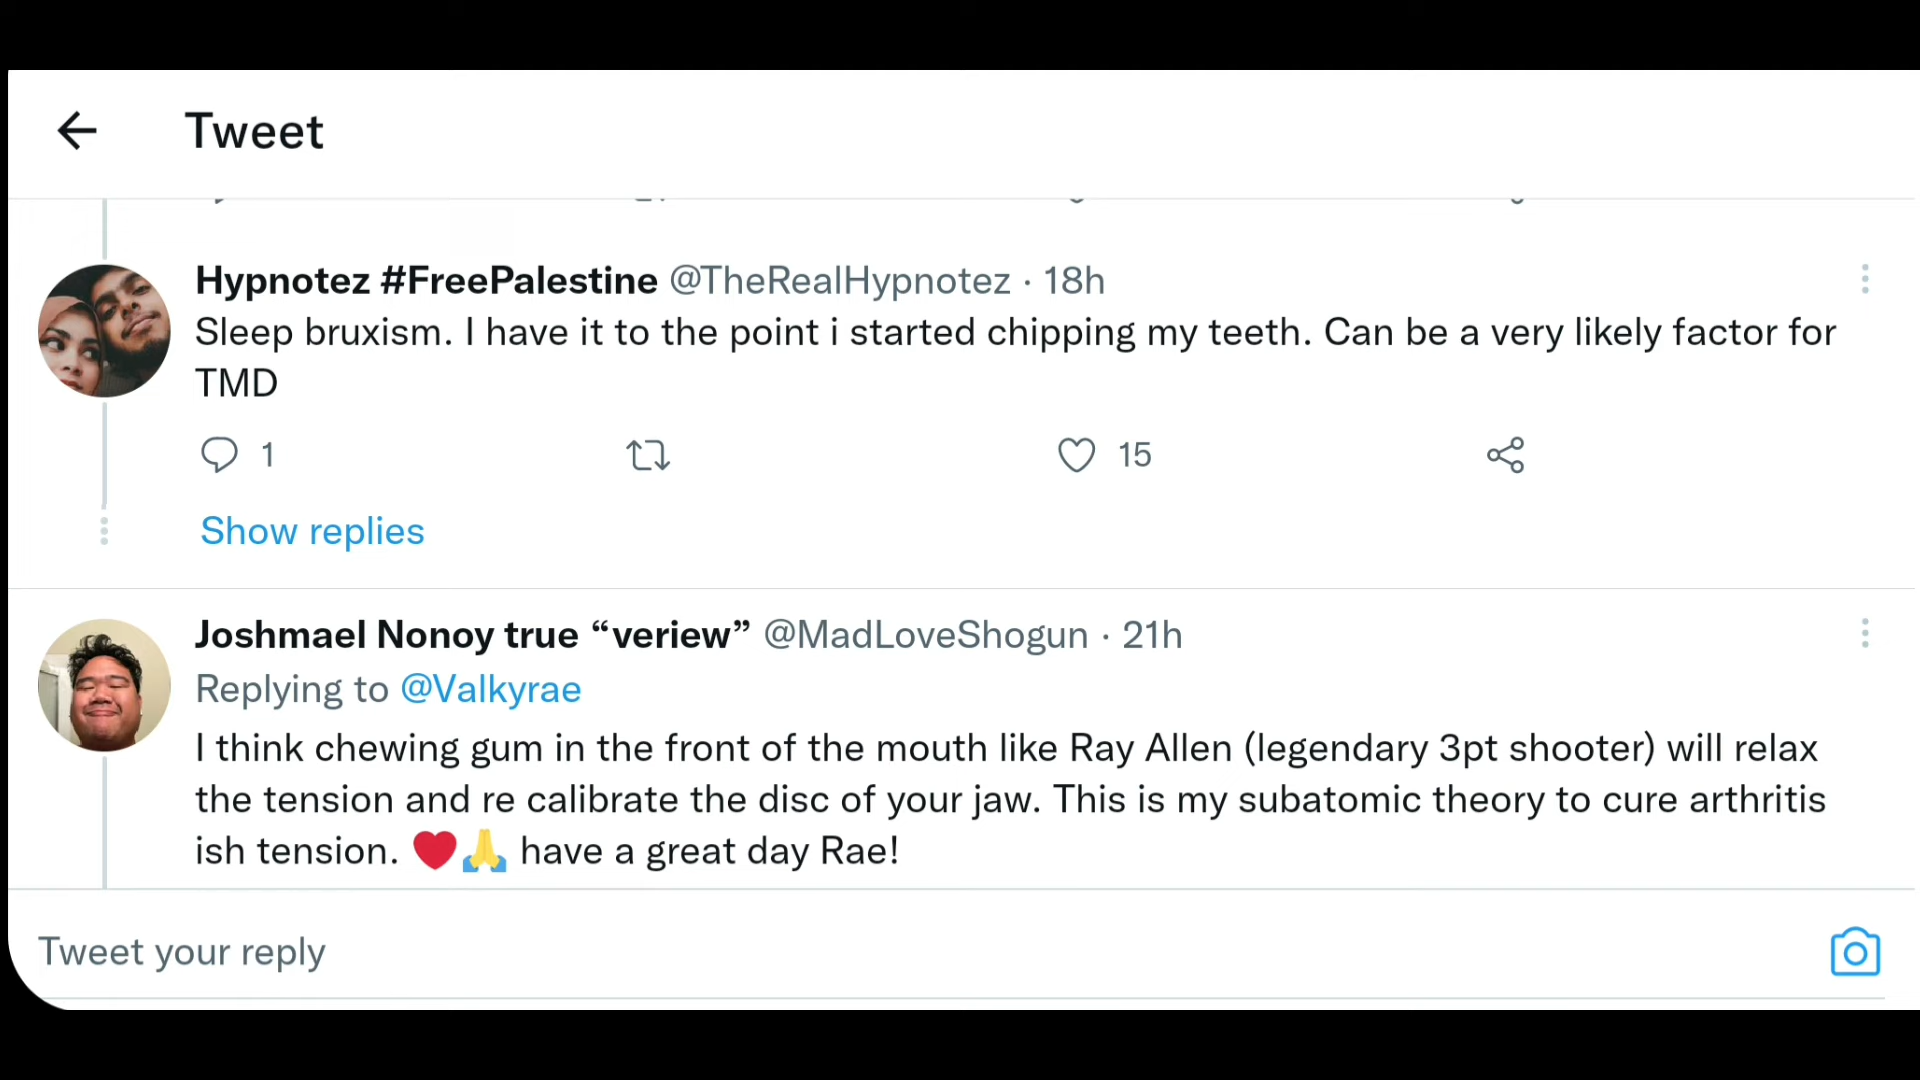 Tweet
Hypnotez #FreePalestine @TheRealHypnotez · 18h
Sleep bruxism. I have it to the point i started chipping my teeth. Can be a very likely factor for
TMD
1 15
Show replies
Joshmael Nonoy true “veriew” @MadLoveShogun · 21h
Replying to @Valkyrae
I think chewing gum in the front of the mouth like Ray Allen (legendary 3pt shooter) will relax
the tension and re calibrate the disc of your jaw. This is my subatomic theory to cure arthritis
ish tension. ❤️🙏 have a great day Rae!
Tweet your reply